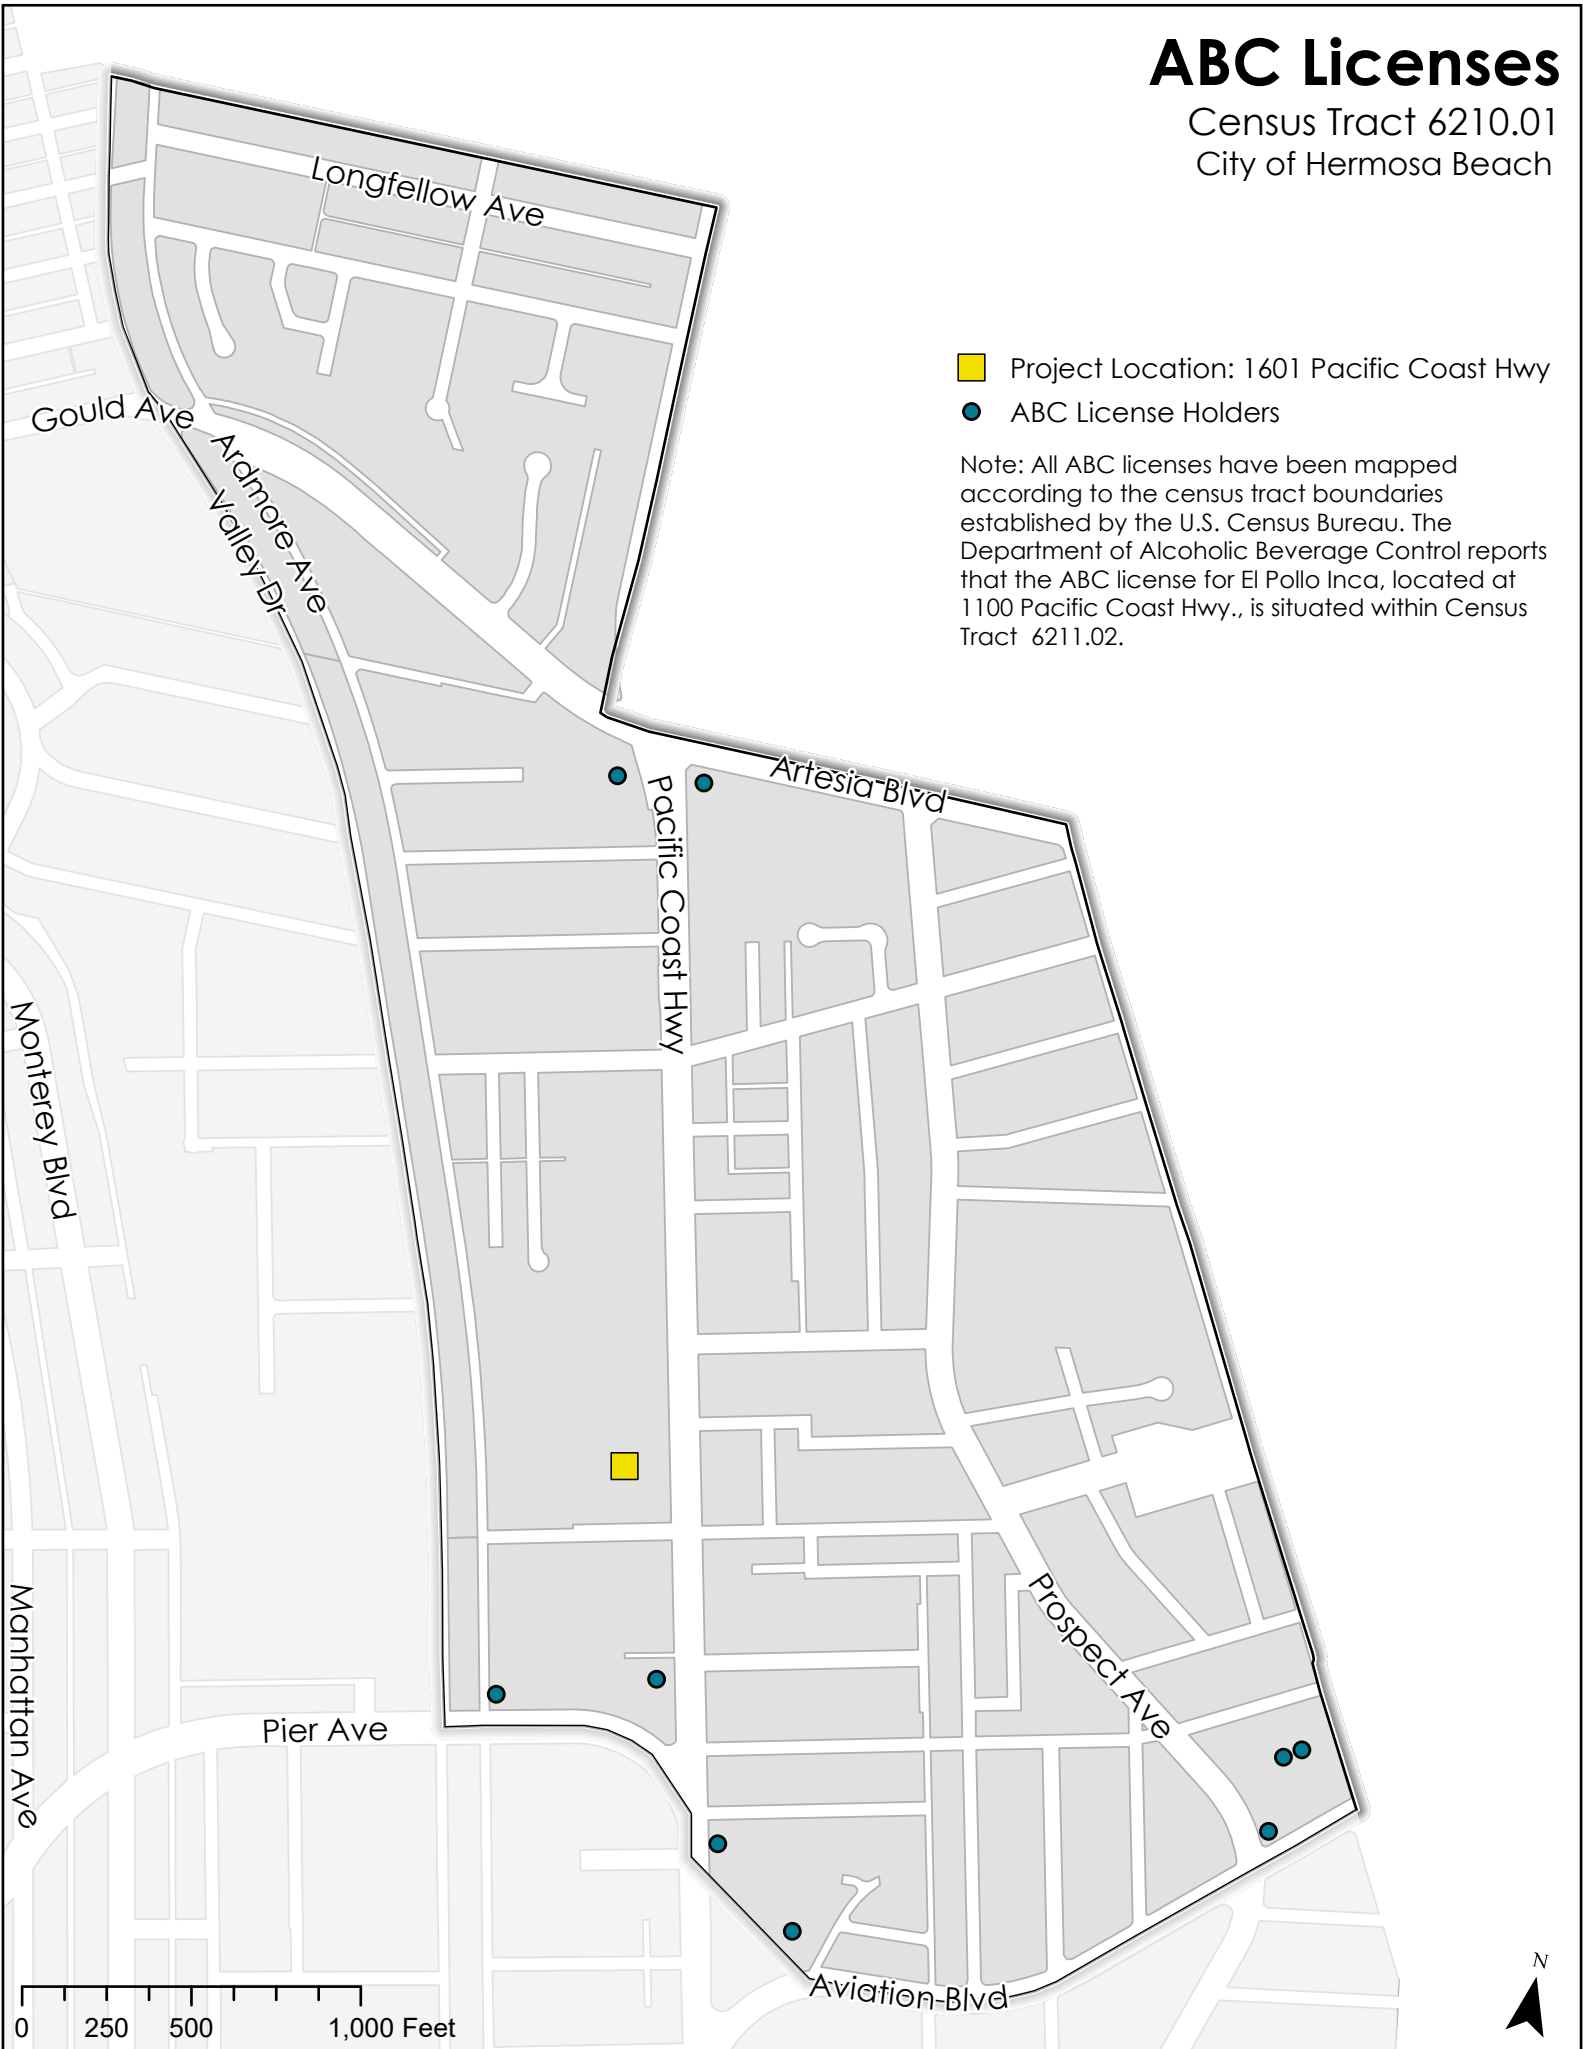 ABC Licenses
Census Tract 6210.01
City of Hermosa Beach
Longfellow Ave
Project Location: 1601 Pacific Coast Hwy
ABC License Holders
Gould Ave
Ardmore Ave
Valley Dr
Note: All ABC licenses have been mapped
according to the census tract boundaries
established by the U.S. Census Bureau. The
Department of Alcoholic Beverage Control reports
that the ABC license for El Pollo Inca, located at
1100 Pacific Coast Hwy., is situated within Census
Tract 6211.02.
Artesia Blvd
Pacific Coast Hwy
Monterey Blvd
Manhattan Ave
Prospect Ave
Pier Ave
Aviation Blvd
N
0 250 500 1,000 Feet